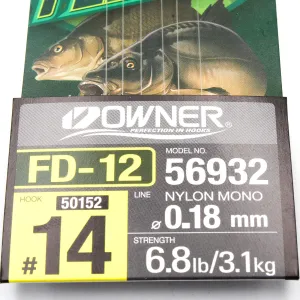 OWNER®
PERFECTION IN HOOKS
FD-12
MODEL NO.
56932
HOOK
50152
LINE
NYLON MONO
#14
ø 0.18 mm
STRENGTH
6.8lb/3.1kg